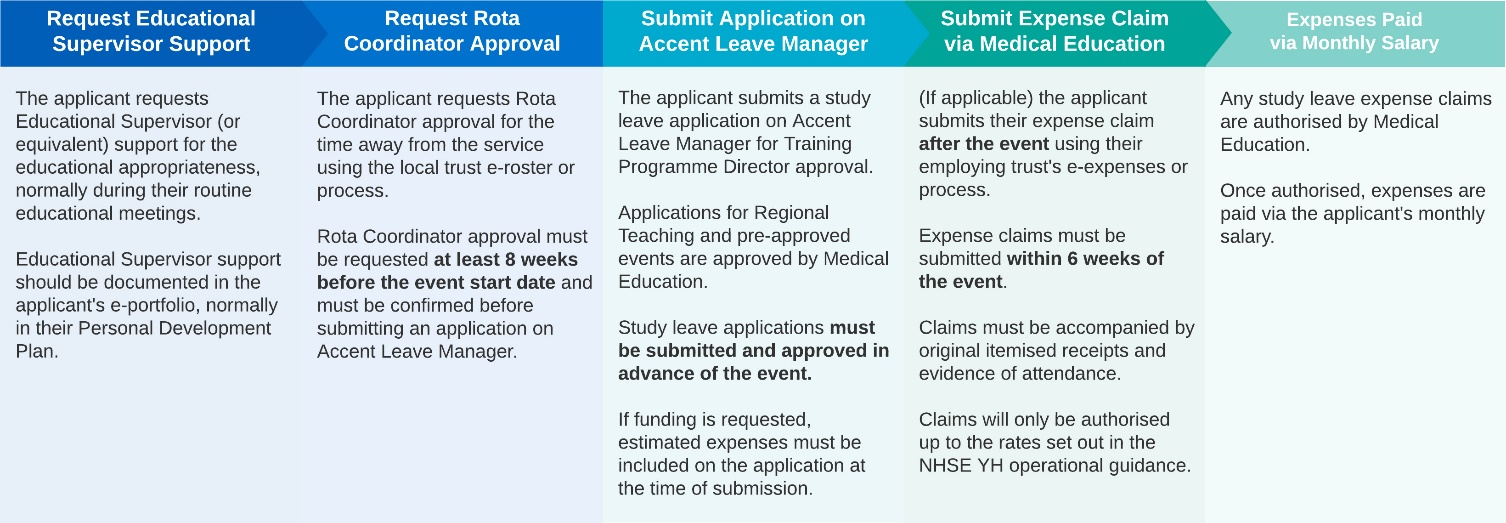 Request Educational
Supervisor Support
The applicant requests
Educational Supervisor (or
equivalent) support for the
educational appropriateness,
normally during their routine
educational meetings.
Educational Supervisor support
should be documented in the
applicant's e-portfolio, normally
in their Personal Development
Plan.
Request Rota
Coordinator Approval
The applicant requests Rota
Coordinator approval for the
time away from the service
using the local trust e-roster or
process.
Rota Coordinator approval must
be requested at least 8 weeks
before the event start date and
must be confirmed before
submitting an application on
Accent Leave Manager.
Submit Application on
Accent Leave Manager
The applicant submits a study
leave application on Accent
Leave Manager for Training
Programme Director approval.
Applications for Regional
Teaching and pre-approved
events are approved by Medical
Education.
Study leave applications must
be submitted and approved in
advance of the event.
If funding is requested,
estimated expenses must be
included on the application at
the time of submission.
Submit Expense Claim
via Medical Education
(If applicable) the applicant
submits their expense claim
after the event using their
employing trust's e-expenses or
process.
Expense claims must be
submitted within 6 weeks of
the event.
Claims must be accompanied by
original itemised receipts and
evidence of attendance.
Claims will only be authorised
up to the rates set out in the
NHSE YH operational guidance.
Expenses Paid
via Monthly Salary
Any study leave expense claims
are authorised by Medical
Education.
Once authorised, expenses are
paid via the applicant's monthly
salary.